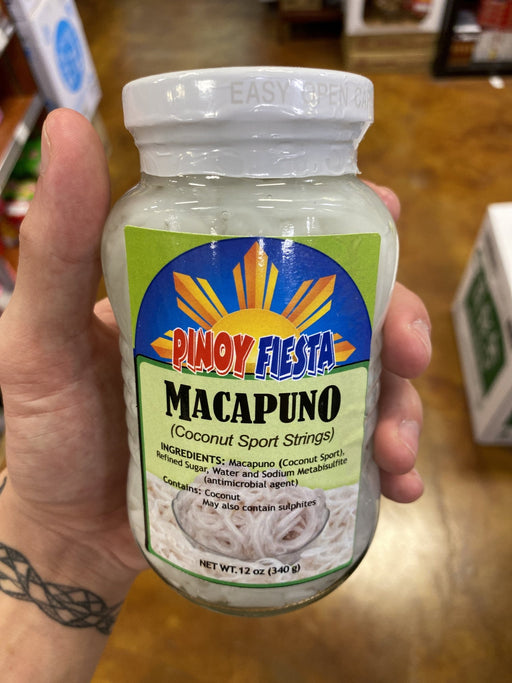 EASY OPEN CAP
PINOY FIESTA
MACAPUNO
(Coconut Sport Strings)
INGREDIENTS: Macapuno (Coconut Sport),
Refined Sugar, Water and Sodium Metabisulfite
(antimicrobial agent)
Contains: Coconut
May also contain sulphites
NET WT. 12 oz (340 g)